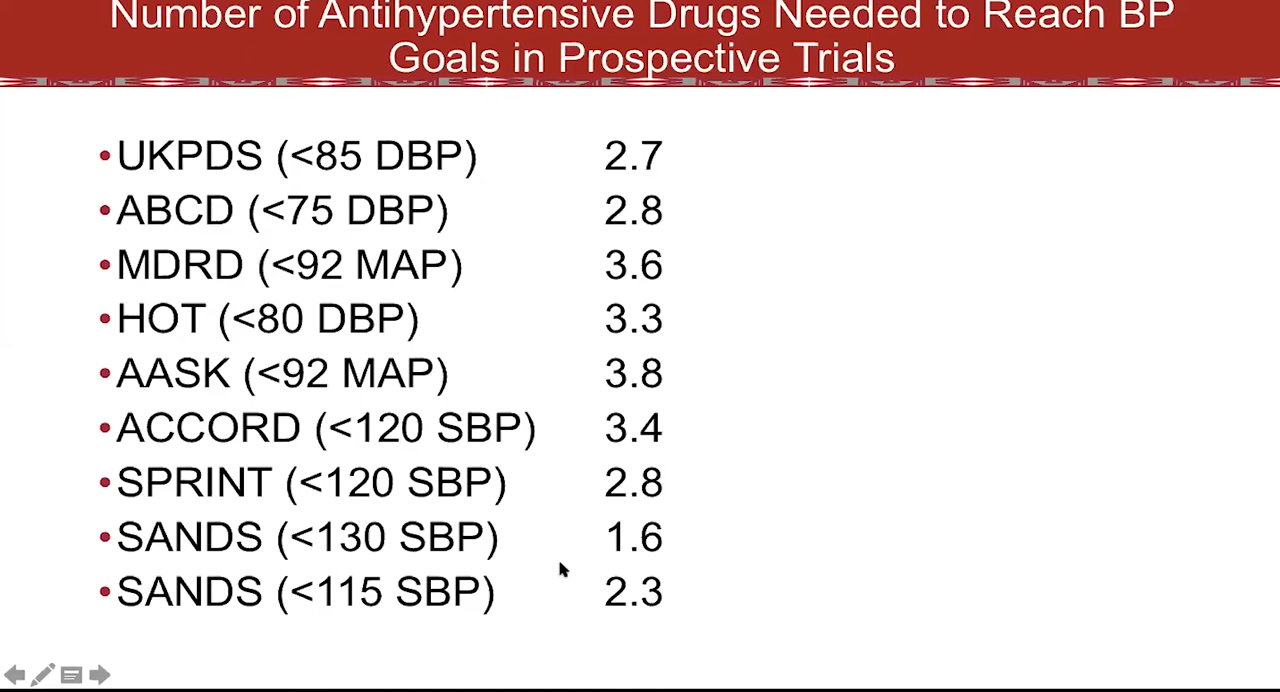 Number of Antihypertensive Drugs Needed to Reach BP
Goals in Prospective Trials
•UKPDS (<85 DBP) 2.7
•ABCD (<75 DBP) 2.8
•MDRD (<92 MAP) 3.6
•HOT (<80 DBP) 3.3
•AASK (<92 MAP) 3.8
•ACCORD (<120 SBP) 3.4
•SPRINT (<120 SBP) 2.8
•SANDS (<130 SBP) 1.6
•SANDS (<115 SBP) 2.3